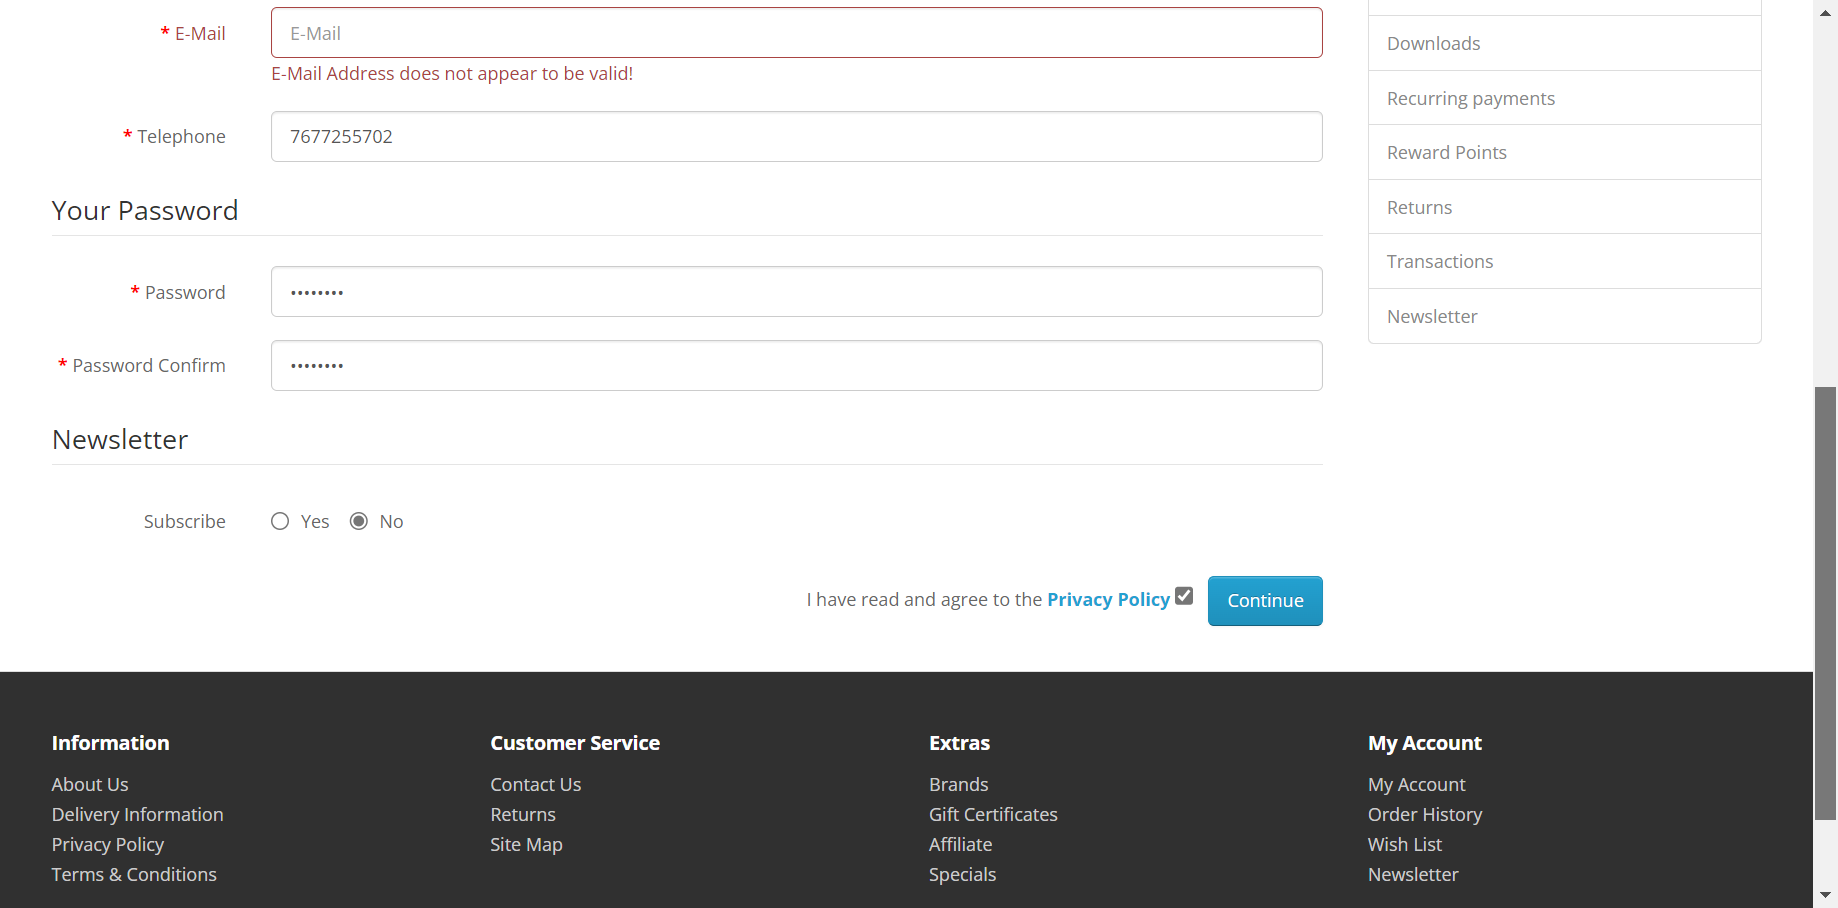 * E-Mail
E-Mail
E-Mail Address does not appear to be valid!
* Telephone
7677255702
Your Password
* Password
••••••••
* Password Confirm
••••••••
Newsletter
Subscribe
Yes
No
I have read and agree to the Privacy Policy
Continue
Downloads
Recurring payments
Reward Points
Returns
Transactions
Newsletter
Information
About Us
Delivery Information
Privacy Policy
Terms & Conditions
Customer Service
Contact Us
Returns
Site Map
Extras
Brands
Gift Certificates
Affiliate
Specials
My Account
My Account
Order History
Wish List
Newsletter